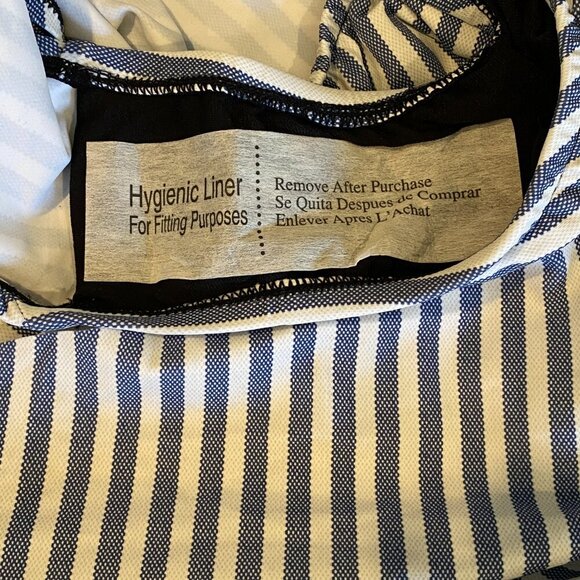 Hygienic Liner
For Fitting Purposes
Remove After Purchase
Se Quita Despues de Comprar
Enlever Apres L'Achat